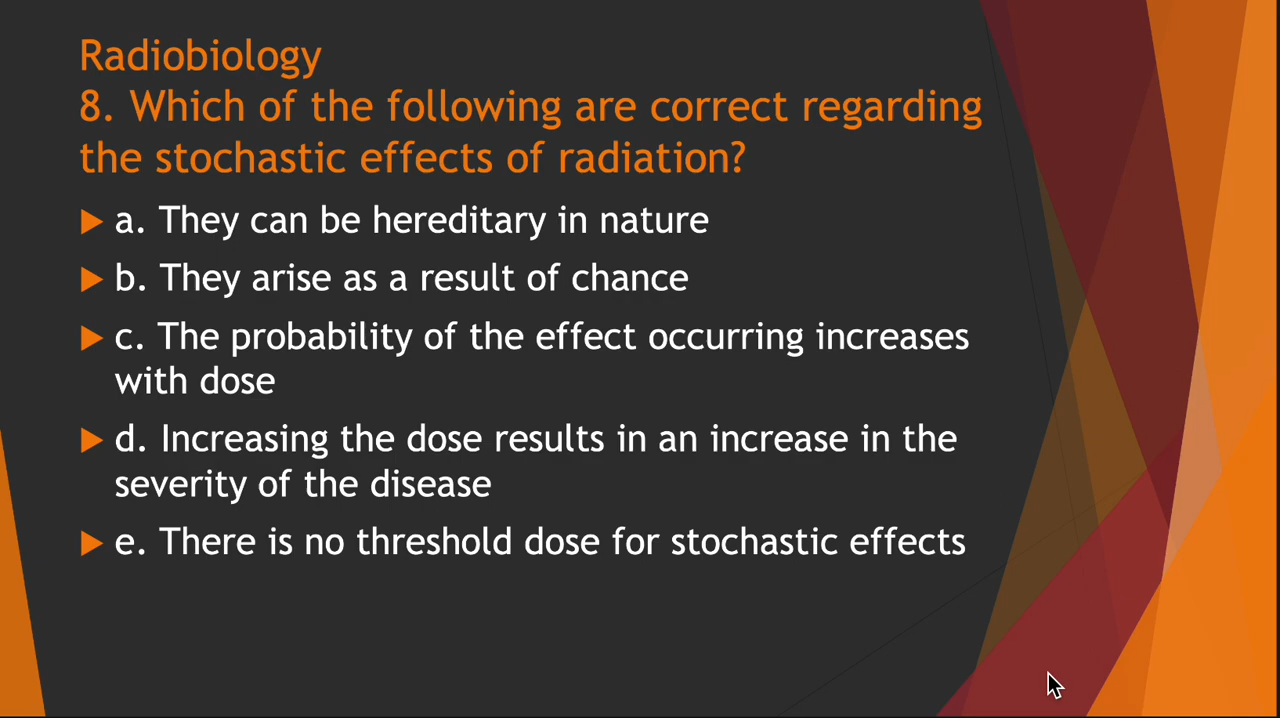 Radiobiology
8. Which of the following are correct regarding
the stochastic effects of radiation?
a. They can be hereditary in nature
b. They arise as a result of chance
c. The probability of the effect occurring increases
with dose
d. Increasing the dose results in an increase in the
severity of the disease
e. There is no threshold dose for stochastic effects